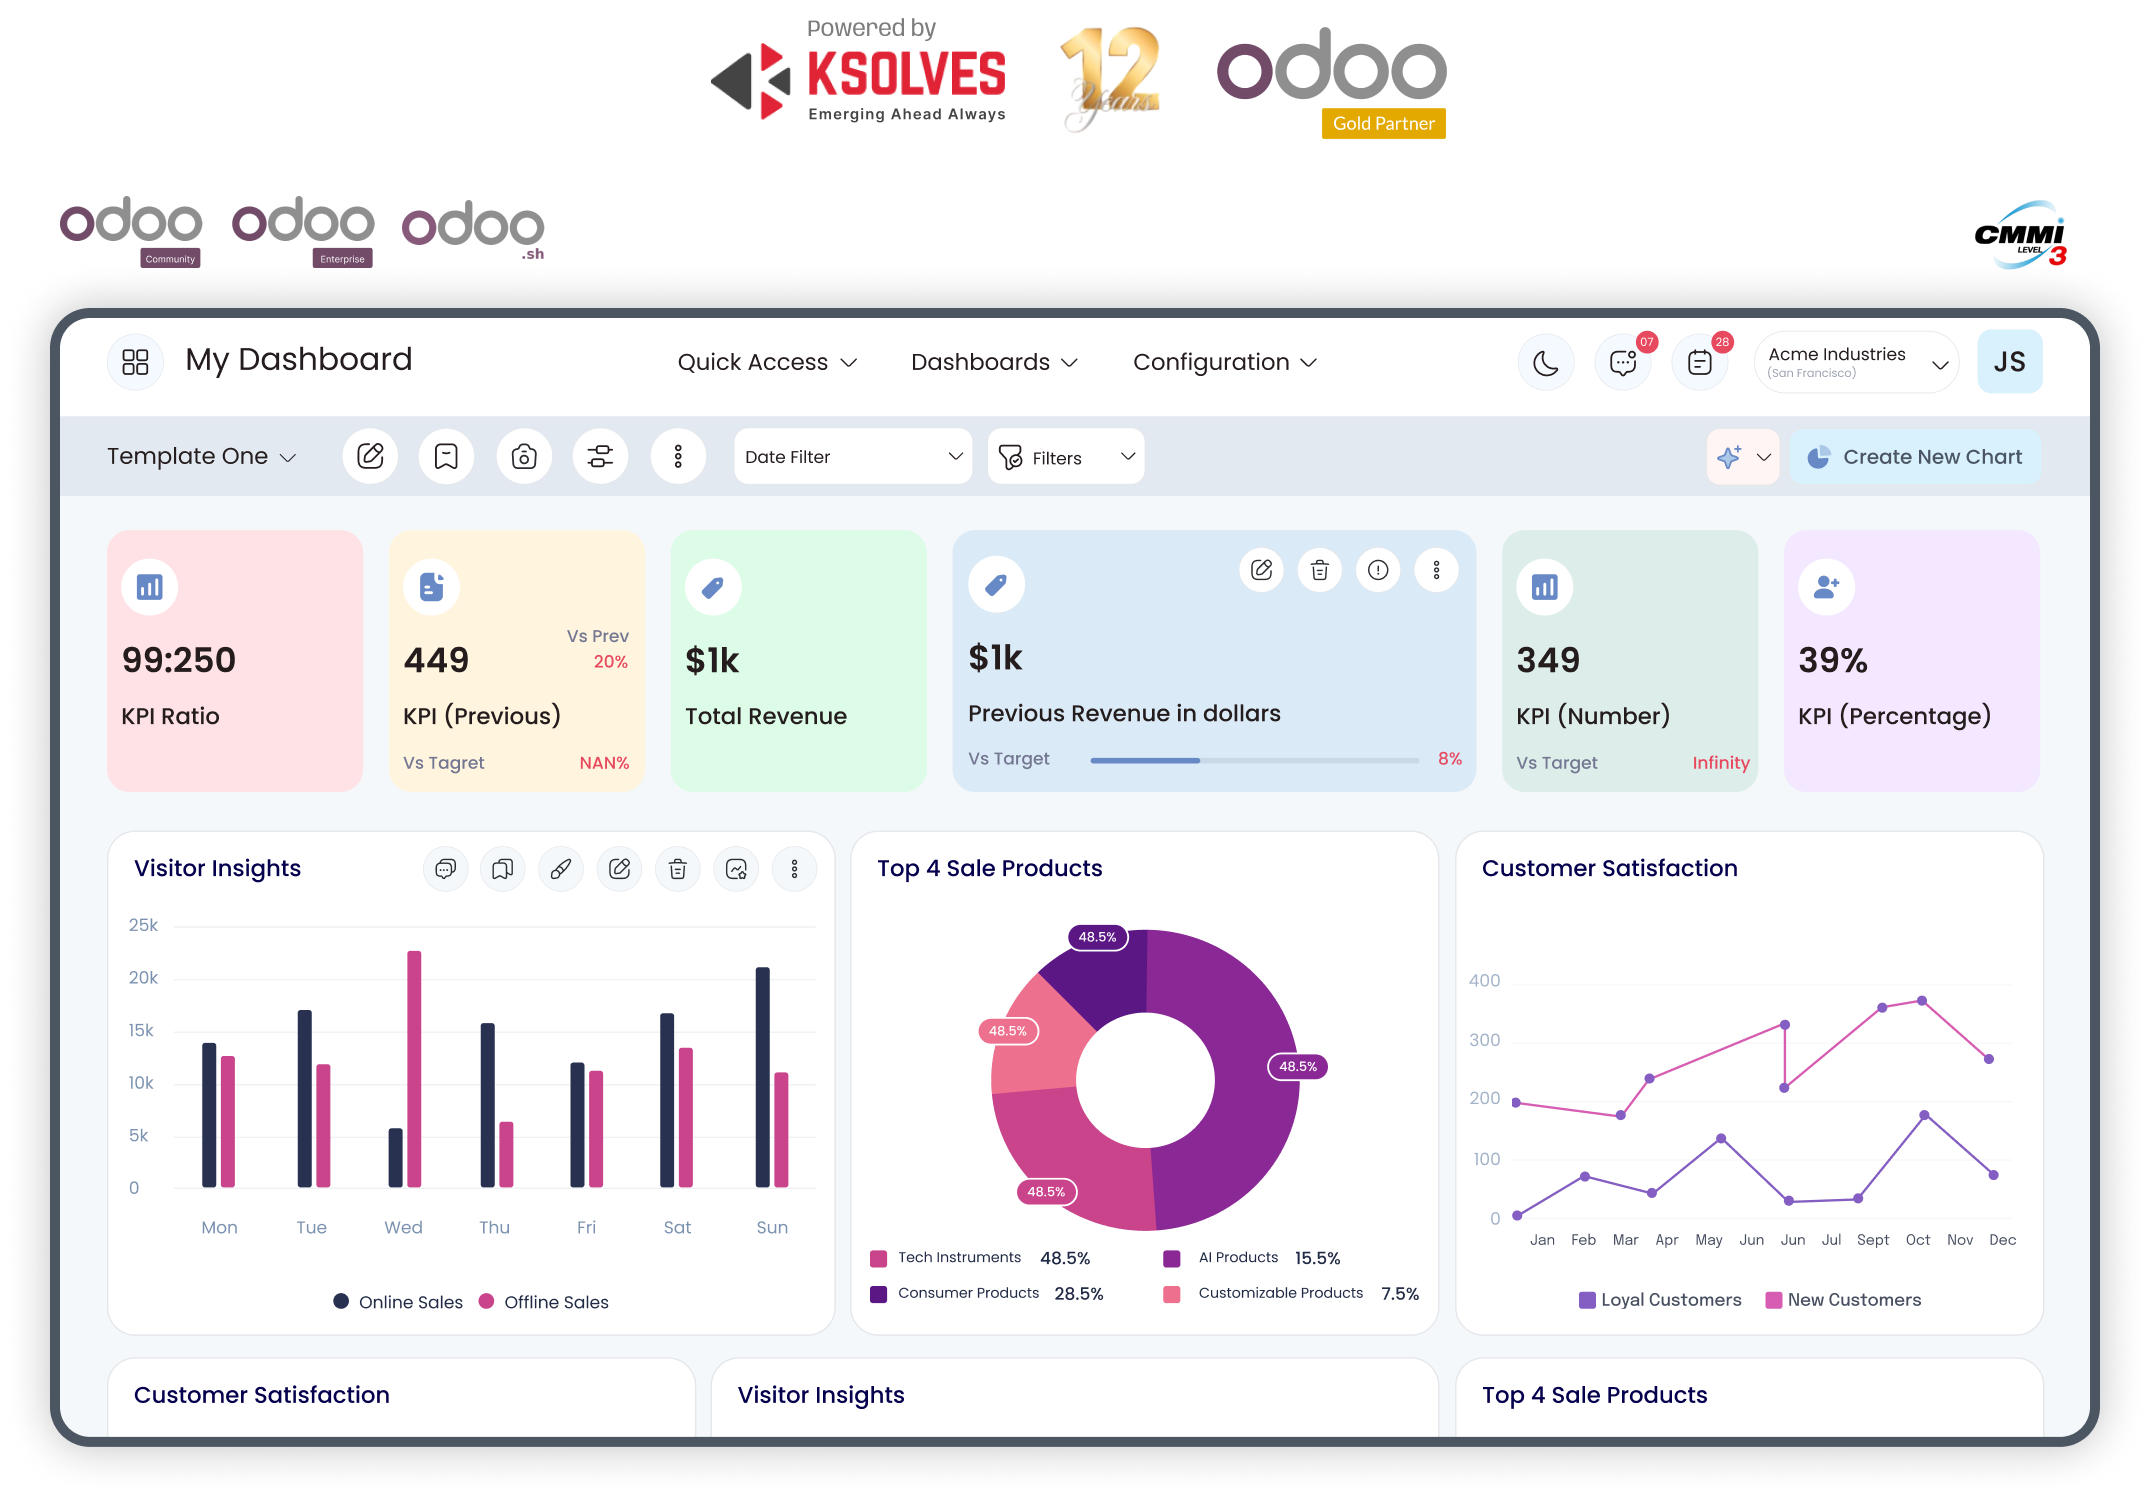 Powered by
KSOLVES
Emerging Ahead Always
12
Years
odoo
Gold Partner
odoo
Community
odoo
Enterprise
odoo
.sh
CMMi
LEVEL 3
My Dashboard
Quick Access
Dashboards
Configuration
07
28
Acme Industries
(San Francisco)
JS
Template One
Date Filter
Filters
Create New Chart
99:250
KPI Ratio
Vs Prev
449
20%
KPI (Previous)
Vs Tagret NAN%
$1k
Total Revenue
$1k
Previous Revenue in dollars
Vs Target 8%
349
KPI (Number)
Vs Target Infinity
39%
KPI (Percentage)
Visitor Insights
25k
20k
15k
10k
5k
0
Mon Tue Wed Thu Fri Sat Sun
Online Sales Offline Sales
Top 4 Sale Products
48.5%
48.5%
48.5%
48.5%
Tech Instruments 48.5% AI Products 15.5%
Consumer Products 28.5% Customizable Products 7.5%
Customer Satisfaction
400
300
200
100
0
Jan Feb Mar Apr May Jun Jun Jul Sept Oct Nov Dec
Loyal Customers New Customers
Customer Satisfaction
Visitor Insights
Top 4 Sale Products